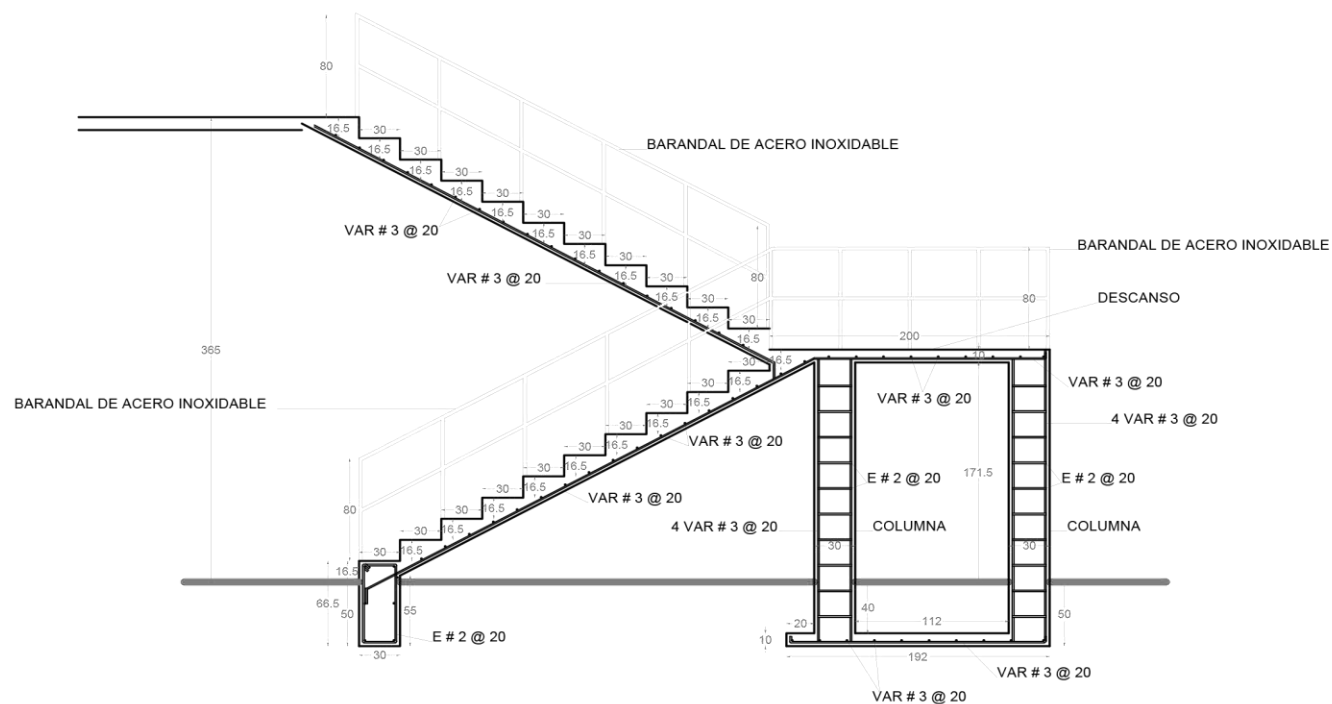 80
16.5 30
BARANDAL DE ACERO INOXIDABLE
16.5 30
16.5 30
16.5 30
16.5 30
VAR # 3 @ 20
16.5 30
BARANDAL DE ACERO INOXIDABLE
16.5 30
VAR # 3 @ 20
16.5 30
DESCANSO
16.5 30
80
80
16.5 30
200
16.5
365
10
30 16.5
VAR # 3 @ 20
30 16.5
VAR # 3 @ 20
BARANDAL DE ACERO INOXIDABLE
30 16.5
4 VAR # 3 @ 20
30 16.5
VAR # 3 @ 20
30 16.5
E # 2 @ 20
171.5
E # 2 @ 20
80
30 16.5
VAR # 3 @ 20
30 16.5
4 VAR # 3 @ 20
COLUMNA
COLUMNA
30 16.5
30
30
30 16.5
30 16.5
16.5
66.5
50
55
40
50
20
112
E # 2 @ 20
10
30
192
VAR # 3 @ 20
VAR # 3 @ 20